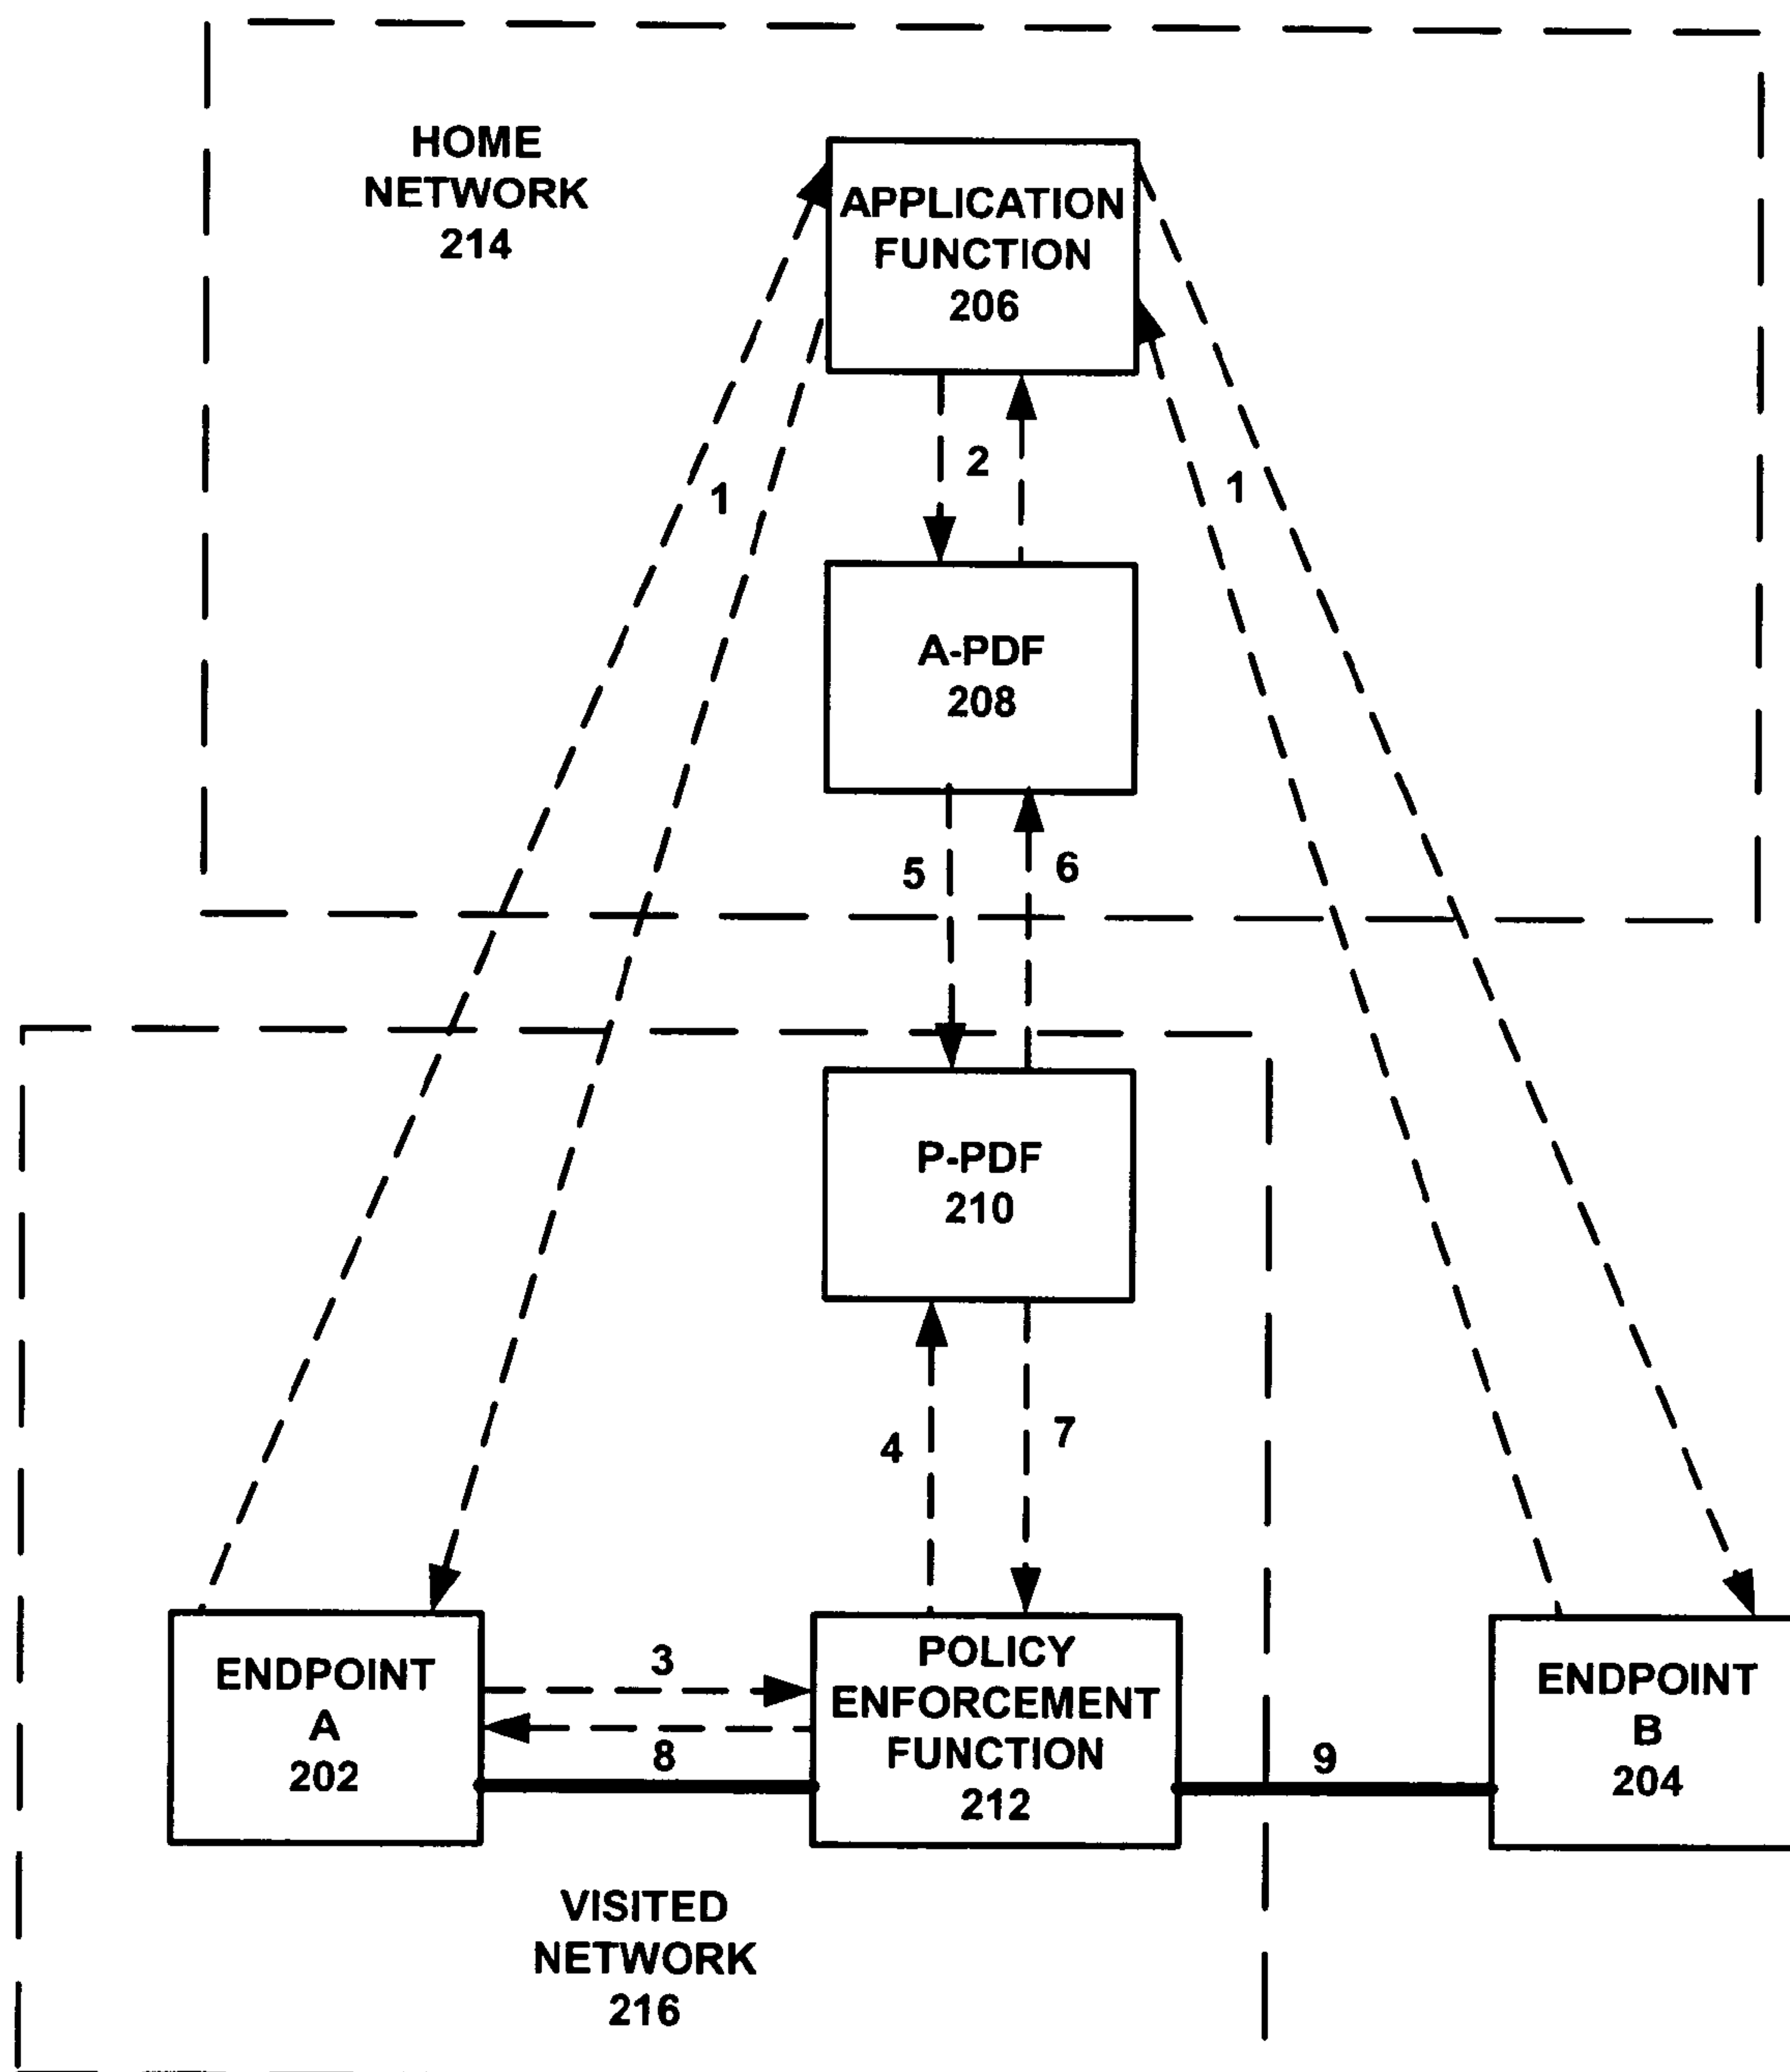 HOME
NETWORK
214
APPLICATION
FUNCTION
206
2
1
1
A-PDF
208
5
6
P-PDF
210
4
7
ENDPOINT
A
202
3
8
POLICY
ENFORCEMENT
FUNCTION
212
9
ENDPOINT
B
204
VISITED
NETWORK
216